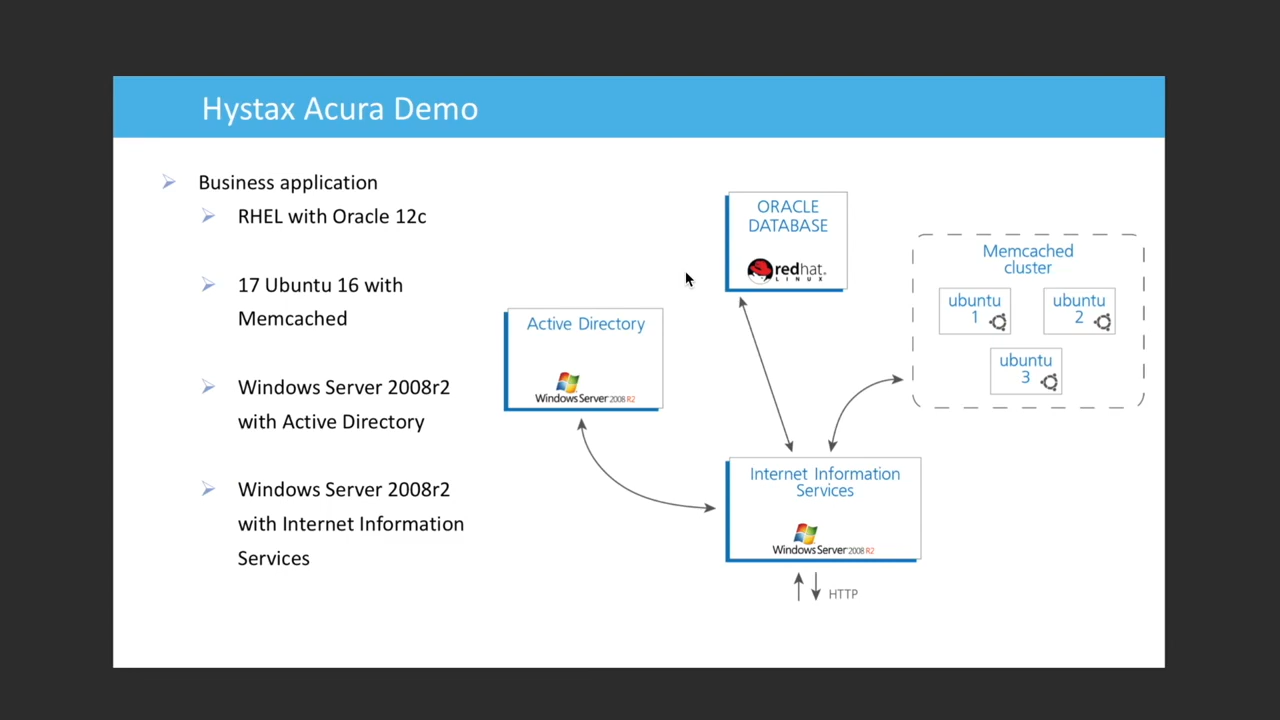 Hystax Acura Demo
Business application
RHEL with Oracle 12c
17 Ubuntu 16 with
Memcached
Windows Server 2008r2
with Active Directory
Windows Server 2008r2
with Internet Information
Services
ORACLE
DATABASE
redhat.
LINUX
Memcached
cluster
ubuntu
1
ubuntu
2
ubuntu
3
Active Directory
Windows Server 2008 R2
Internet Information
Services
Windows Server 2008 R2
HTTP